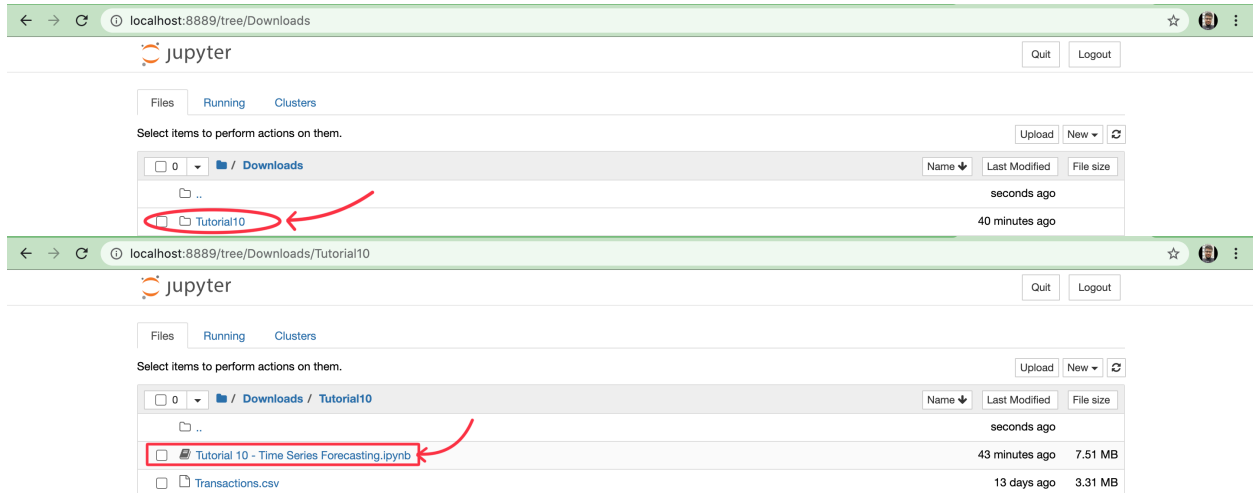 localhost:8889/tree/Downloads
jupyter
Quit Logout
Files Running Clusters
Select items to perform actions on them.
Upload New
0 / Downloads
Name Last Modified File size
.. seconds ago
Tutorial10 40 minutes ago
localhost:8889/tree/Downloads/Tutorial10
jupyter
Quit Logout
Files Running Clusters
Select items to perform actions on them.
Upload New
0 / Downloads / Tutorial10
Name Last Modified File size
.. seconds ago
Tutorial 10 - Time Series Forecasting.ipynb 43 minutes ago 7.51 MB
Transactions.csv 13 days ago 3.31 MB